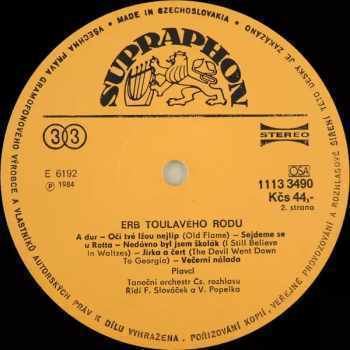 MADE IN CZECHOSLOVAKIA • VŠECHNA PRÁVA GRAMOFONOVÉHO VÝROBCE A VLASTNÍKŮ AUTORSKÝCH PRÁV K DÍLU VYHRAŽENA. POŘIZOVÁNÍ KOPIÍ, VEŘEJNÉ PROVOZOVÁNÍ A ROZHLASOVÉ ŠÍŘENÍ TÉTO DESKY JE ZAKÁZÁNO
SUPRAPHON
33
STEREO
E 6192
OSA
℗ 1984
1113 3490
Kčs 44,-
2. strana
ERB TOULAVÉHO RODU
A dur – Oči tvé lžou nejlíp (Old Flame) – Sejdeme se
u Rotta – Nedávno byl jsem školák (I Still Believe
In Waltzes) – Jirka a čert (The Devil Went Down
To Georgia) – Večerní nálada
Plavci
Taneční orchestr Čs. rozhlasu
Řídí F. Slováček a V. Popelka